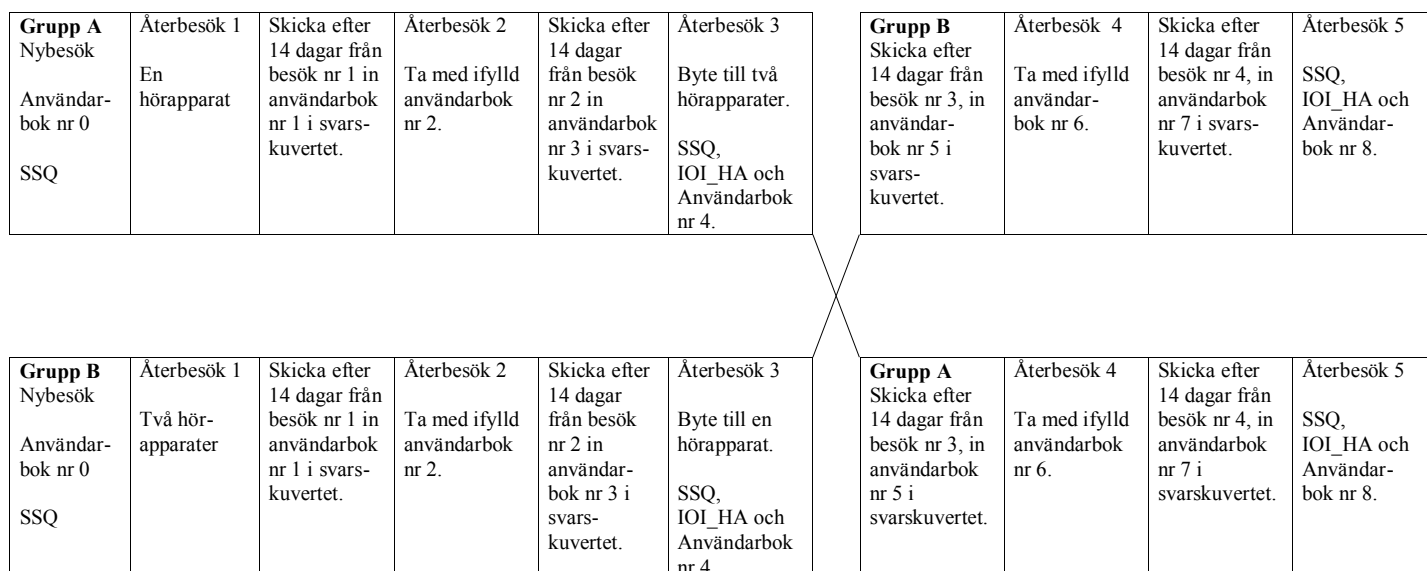 Grupp A
Nybesök
Användar-
bok nr 0
SSQ
Återbesök 1
En
hörapparat
Skicka efter
14 dagar från
besök nr 1 in
användarbok
nr 1 i svars-
kuvertet.
Återbesök 2
Ta med ifylld
användarbok
nr 2.
Skicka efter
14 dagar
från besök
nr 2 in
användarbok
nr 3 i svars-
kuvertet.
Återbesök 3
Byte till två
hörapparater.
SSQ,
IOI_HA och
Användarbok
nr 4.
Grupp B
Skicka efter
14 dagar från
besök nr 3, in
användar-
bok nr 5 i
svars-
kuvertet.
Återbesök 4
Ta med ifylld
användar-
bok nr 6.
Skicka efter
14 dagar från
besök nr 4, in
användarbok
nr 7 i svars-
kuvertet.
Återbesök 5
SSQ,
IOI_HA och
Användar-
bok nr 8.
Grupp B
Nybesök
Användar-
bok nr 0
SSQ
Återbesök 1
Två hör-
apparater
Skicka efter
14 dagar från
besök nr 1 in
användarbok
nr 1 i svars-
kuvertet.
Återbesök 2
Ta med ifylld
användarbok
nr 2.
Skicka efter
14 dagar
från besök
nr 2 in
användar-
bok nr 3 i
svars-
kuvertet.
Återbesök 3
Byte till en
hörapparat.
SSQ,
IOI_HA och
Användarbok
nr 4
Grupp A
Skicka efter
14 dagar från
besök nr 3, in
användarbok
nr 5 i
svarskuvertet.
Återbesök 4
Ta med ifylld
användarbok
nr 6.
Skicka efter
14 dagar från
besök nr 4, in
användarbok
nr 7 i
svarskuvertet.
Återbesök 5
SSQ,
IOI_HA och
Användar-
bok nr 8.